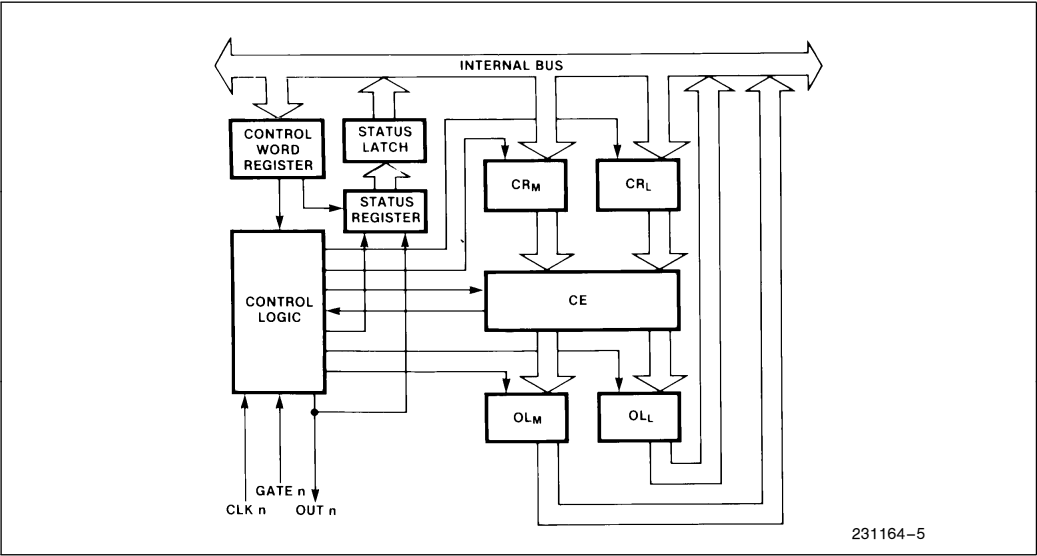 INTERNAL BUS
CONTROL
WORD
REGISTER
STATUS
LATCH
STATUS
REGISTER
CRM
CRL
CONTROL
LOGIC
CE
OLM
OLL
CLK n
GATE n
OUT n
231164–5